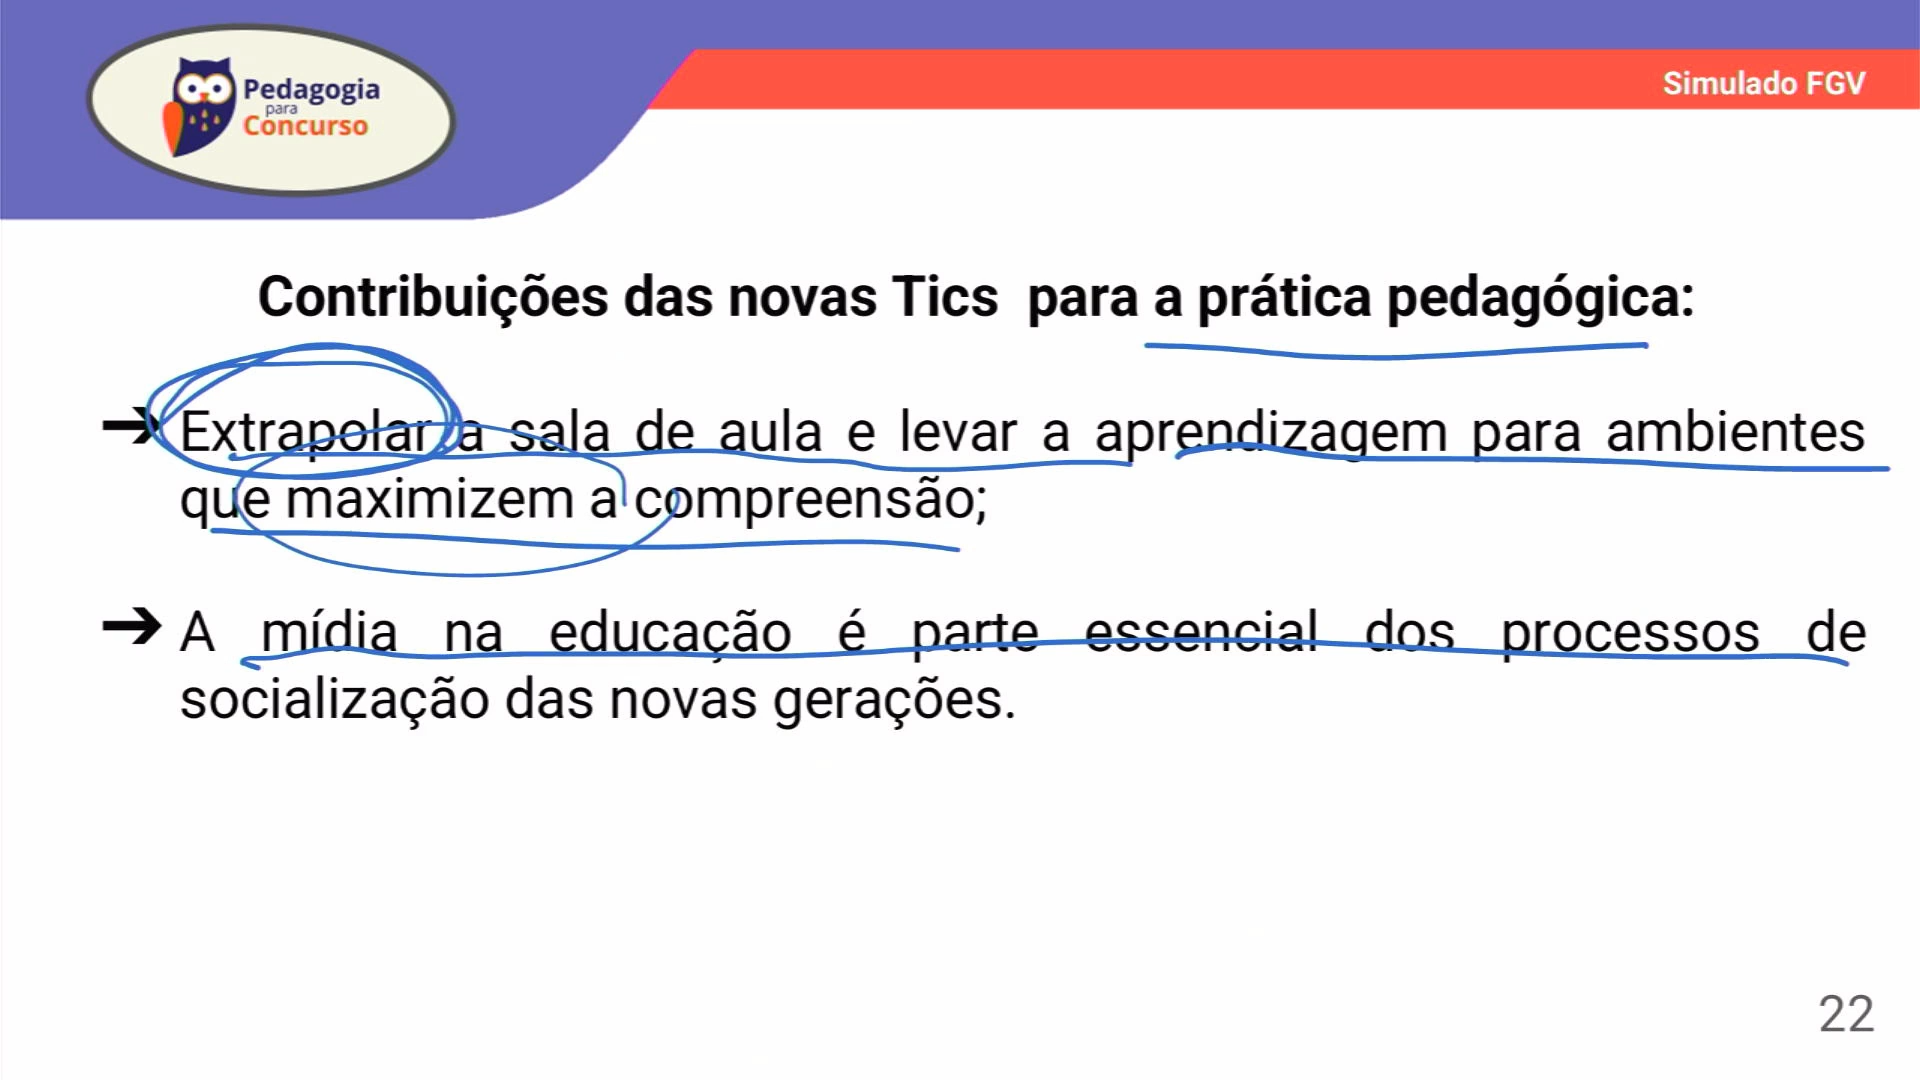 Pedagogia
para
Concurso
Simulado FGV
Contribuições das novas Tics para a prática pedagógica:
➔ Extrapolar a sala de aula e levar a aprendizagem para ambientes
que maximizem a compreensão;
➔ A mídia na educação é parte essencial dos processos de
socialização das novas gerações.
22